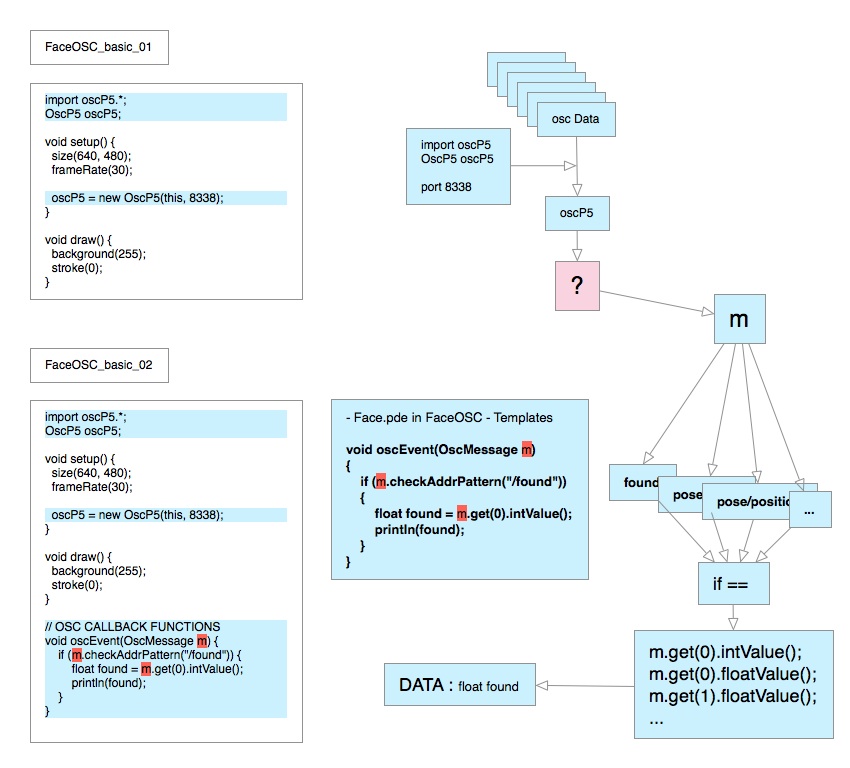 FaceOSC_basic_01
import oscP5.*;
OscP5 oscP5;
void setup() {
size(640, 480);
frameRate(30);
oscP5 = new OscP5(this, 8338);
}
void draw() {
background(255);
stroke(0);
}
osc Data
import oscP5
OscP5 oscP5
port 8338
oscP5
?
m
FaceOSC_basic_02
import oscP5.*;
OscP5 oscP5;
void setup() {
size(640, 480);
frameRate(30);
oscP5 = new OscP5(this, 8338);
}
void draw() {
background(255);
stroke(0);
}
// OSC CALLBACK FUNCTIONS
void oscEvent(OscMessage m) {
if (m.checkAddrPattern("/found")) {
float found = m.get(0).intValue();
println(found);
}
}
- Face.pde in FaceOSC - Templates
void oscEvent(OscMessage m)
{
if (m.checkAddrPattern("/found"))
{
float found = m.get(0).intValue();
println(found);
}
}
found
pose
pose/positio
...
if ==
m.get(0).intValue();
m.get(0).floatValue();
m.get(1).floatValue();
...
DATA : float found